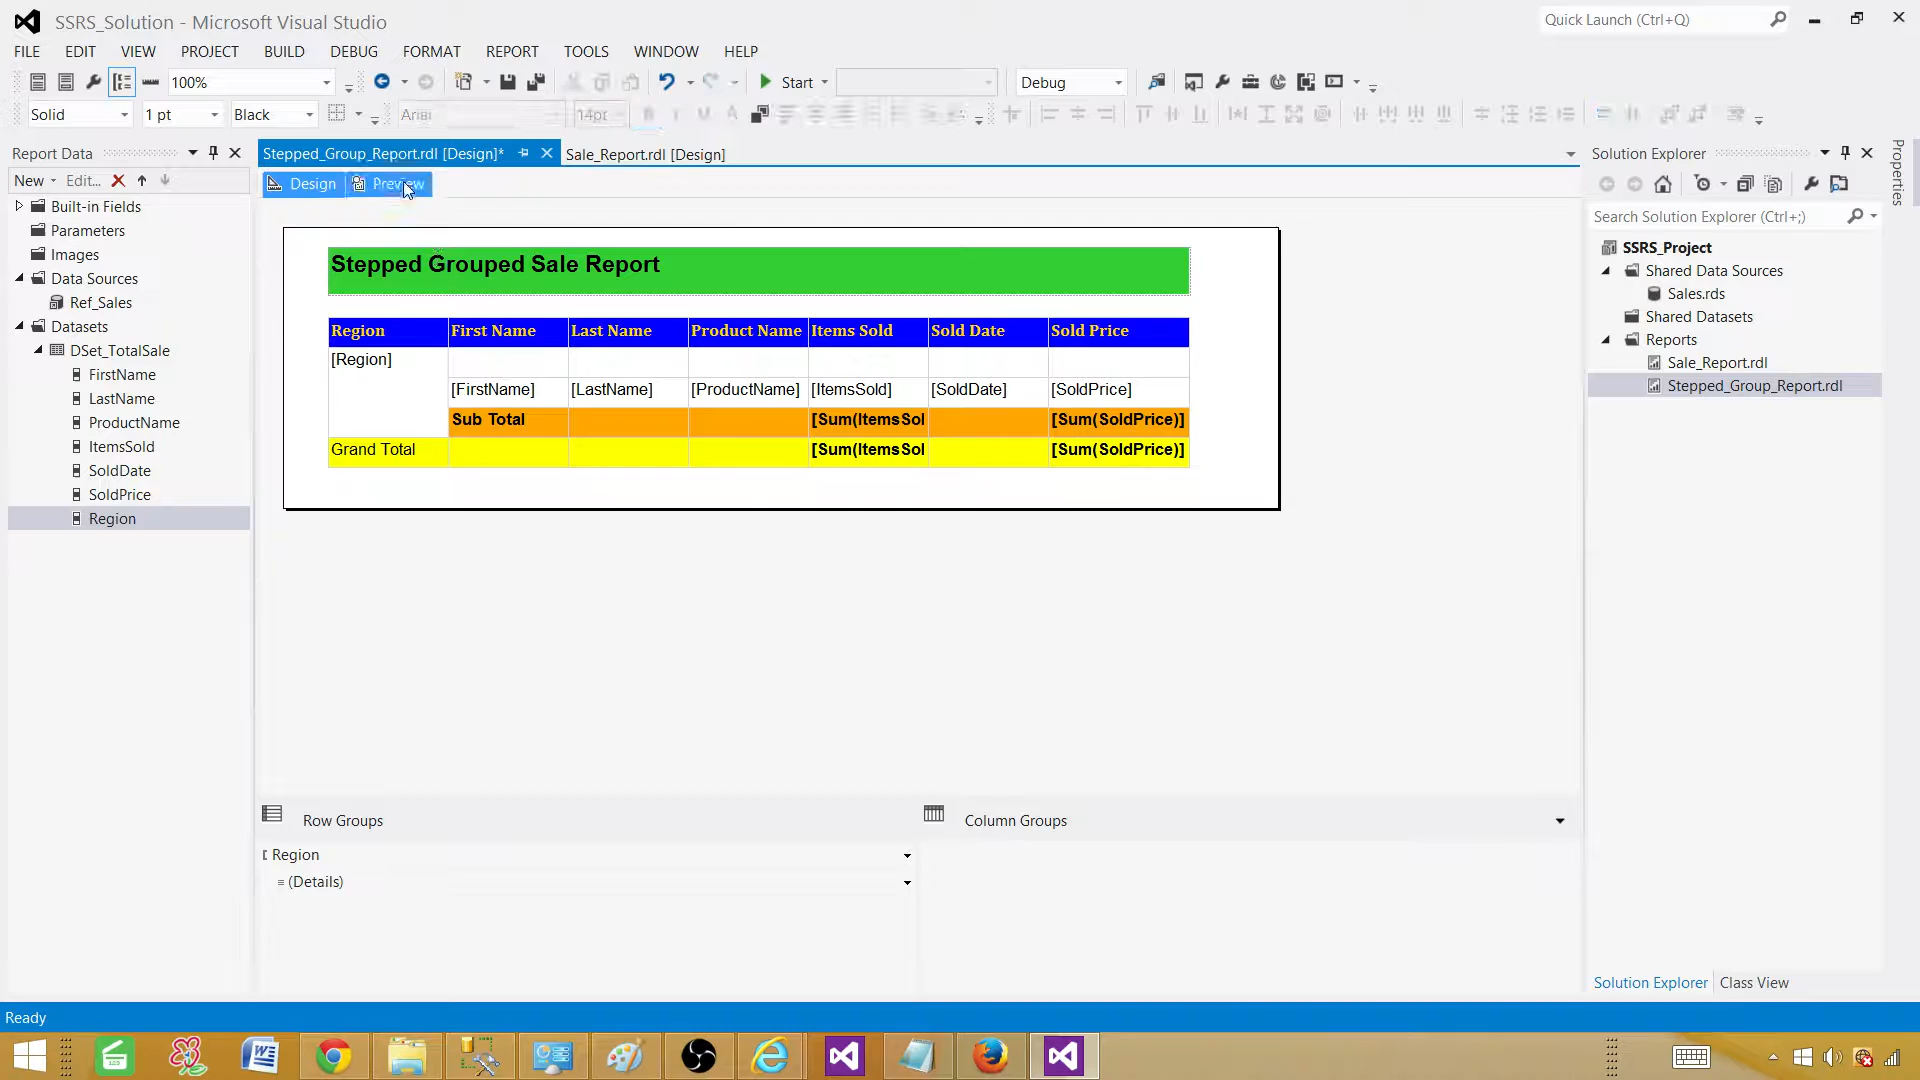 SSRS_Solution - Microsoft Visual Studio
Quick Launch (Ctrl+Q)
FILE EDIT VIEW PROJECT BUILD DEBUG FORMAT REPORT TOOLS WINDOW HELP
100% Start Debug
Solid 1 pt Black Arial 14pt
Report Data
Stepped_Group_Report.rdl [Design]* Sale_Report.rdl [Design]
Solution Explorer
Properties
New Edit...
Design Preview
Search Solution Explorer (Ctrl+;)
Built-in Fields
Parameters
Images
Data Sources
Ref_Sales
Datasets
DSet_TotalSale
FirstName
LastName
ProductName
ItemsSold
SoldDate
SoldPrice
Region
Stepped Grouped Sale Report
Region First Name Last Name Product Name Items Sold Sold Date Sold Price
[Region]
[FirstName] [LastName] [ProductName] [ItemsSold] [SoldDate] [SoldPrice]
Sub Total [Sum(ItemsSol [Sum(SoldPrice)]
Grand Total [Sum(ItemsSol [Sum(SoldPrice)]
SSRS_Project
Shared Data Sources
Sales.rds
Shared Datasets
Reports
Sale_Report.rdl
Stepped_Group_Report.rdl
Row Groups
Column Groups
Region
(Details)
Solution Explorer Class View
Ready